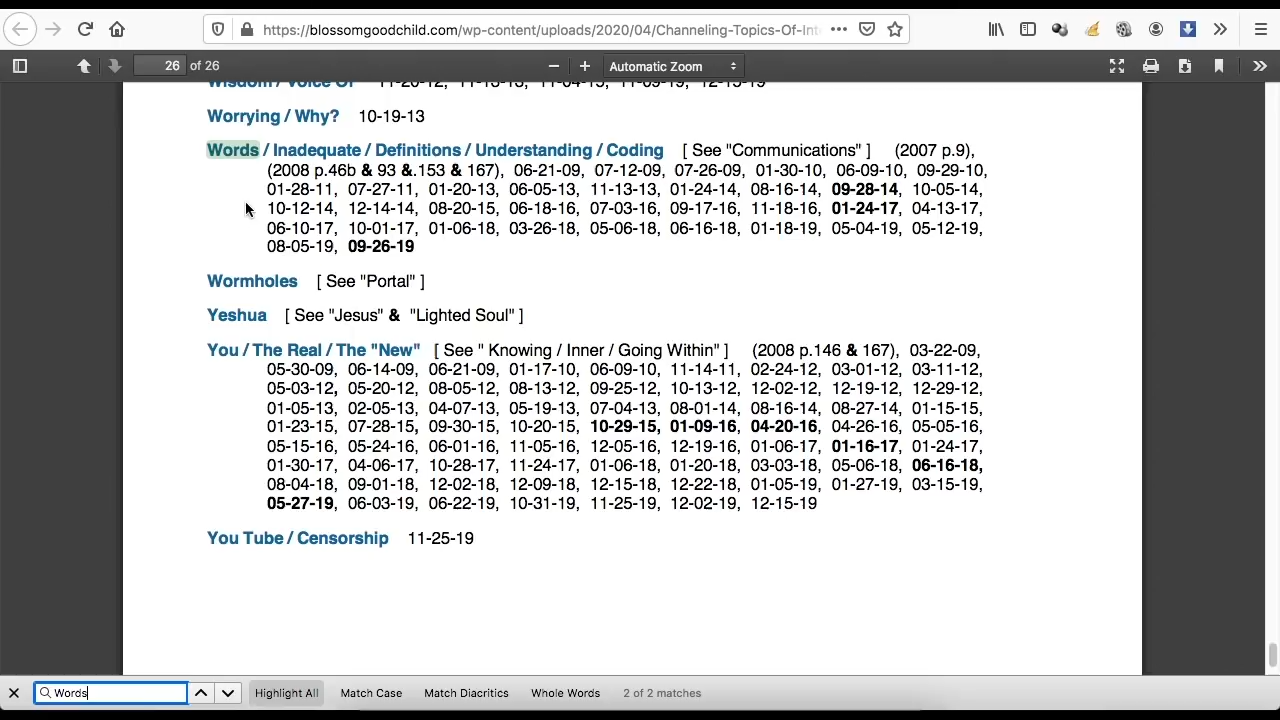 https://blossomgoodchild.com/wp-content/uploads/2020/04/Channeling-Topics-Of-Int
26 of 26
Automatic Zoom
Wisdom / Voice Of 11-20-12, 11-13-13, 11-04-15, 11-09-19, 12-15-19
Worrying / Why? 10-19-13
Words / Inadequate / Definitions / Understanding / Coding [ See "Communications" ] (2007 p.9),
(2008 p.46b & 93 &.153 & 167), 06-21-09, 07-12-09, 07-26-09, 01-30-10, 06-09-10, 09-29-10,
01-28-11, 07-27-11, 01-20-13, 06-05-13, 11-13-13, 01-24-14, 08-16-14, 09-28-14, 10-05-14,
10-12-14, 12-14-14, 08-20-15, 06-18-16, 07-03-16, 09-17-16, 11-18-16, 01-24-17, 04-13-17,
06-10-17, 10-01-17, 01-06-18, 03-26-18, 05-06-18, 06-16-18, 01-18-19, 05-04-19, 05-12-19,
08-05-19, 09-26-19
Wormholes [ See "Portal" ]
Yeshua [ See "Jesus" & "Lighted Soul" ]
You / The Real / The "New" [ See " Knowing / Inner / Going Within" ] (2008 p.146 & 167), 03-22-09,
05-30-09, 06-14-09, 06-21-09, 01-17-10, 06-09-10, 11-14-11, 02-24-12, 03-01-12, 03-11-12,
05-03-12, 05-20-12, 08-05-12, 08-13-12, 09-25-12, 10-13-12, 12-02-12, 12-19-12, 12-29-12,
01-05-13, 02-05-13, 04-07-13, 05-19-13, 07-04-13, 08-01-14, 08-16-14, 08-27-14, 01-15-15,
01-23-15, 07-28-15, 09-30-15, 10-20-15, 10-29-15, 01-09-16, 04-20-16, 04-26-16, 05-05-16,
05-15-16, 05-24-16, 06-01-16, 11-05-16, 12-05-16, 12-19-16, 01-06-17, 01-16-17, 01-24-17,
01-30-17, 04-06-17, 10-28-17, 11-24-17, 01-06-18, 01-20-18, 03-03-18, 05-06-18, 06-16-18,
08-04-18, 09-01-18, 12-02-18, 12-09-18, 12-15-18, 12-22-18, 01-05-19, 01-27-19, 03-15-19,
05-27-19, 06-03-19, 06-22-19, 10-31-19, 11-25-19, 12-02-19, 12-15-19
You Tube / Censorship 11-25-19
Words Highlight All Match Case Match Diacritics Whole Words 2 of 2 matches